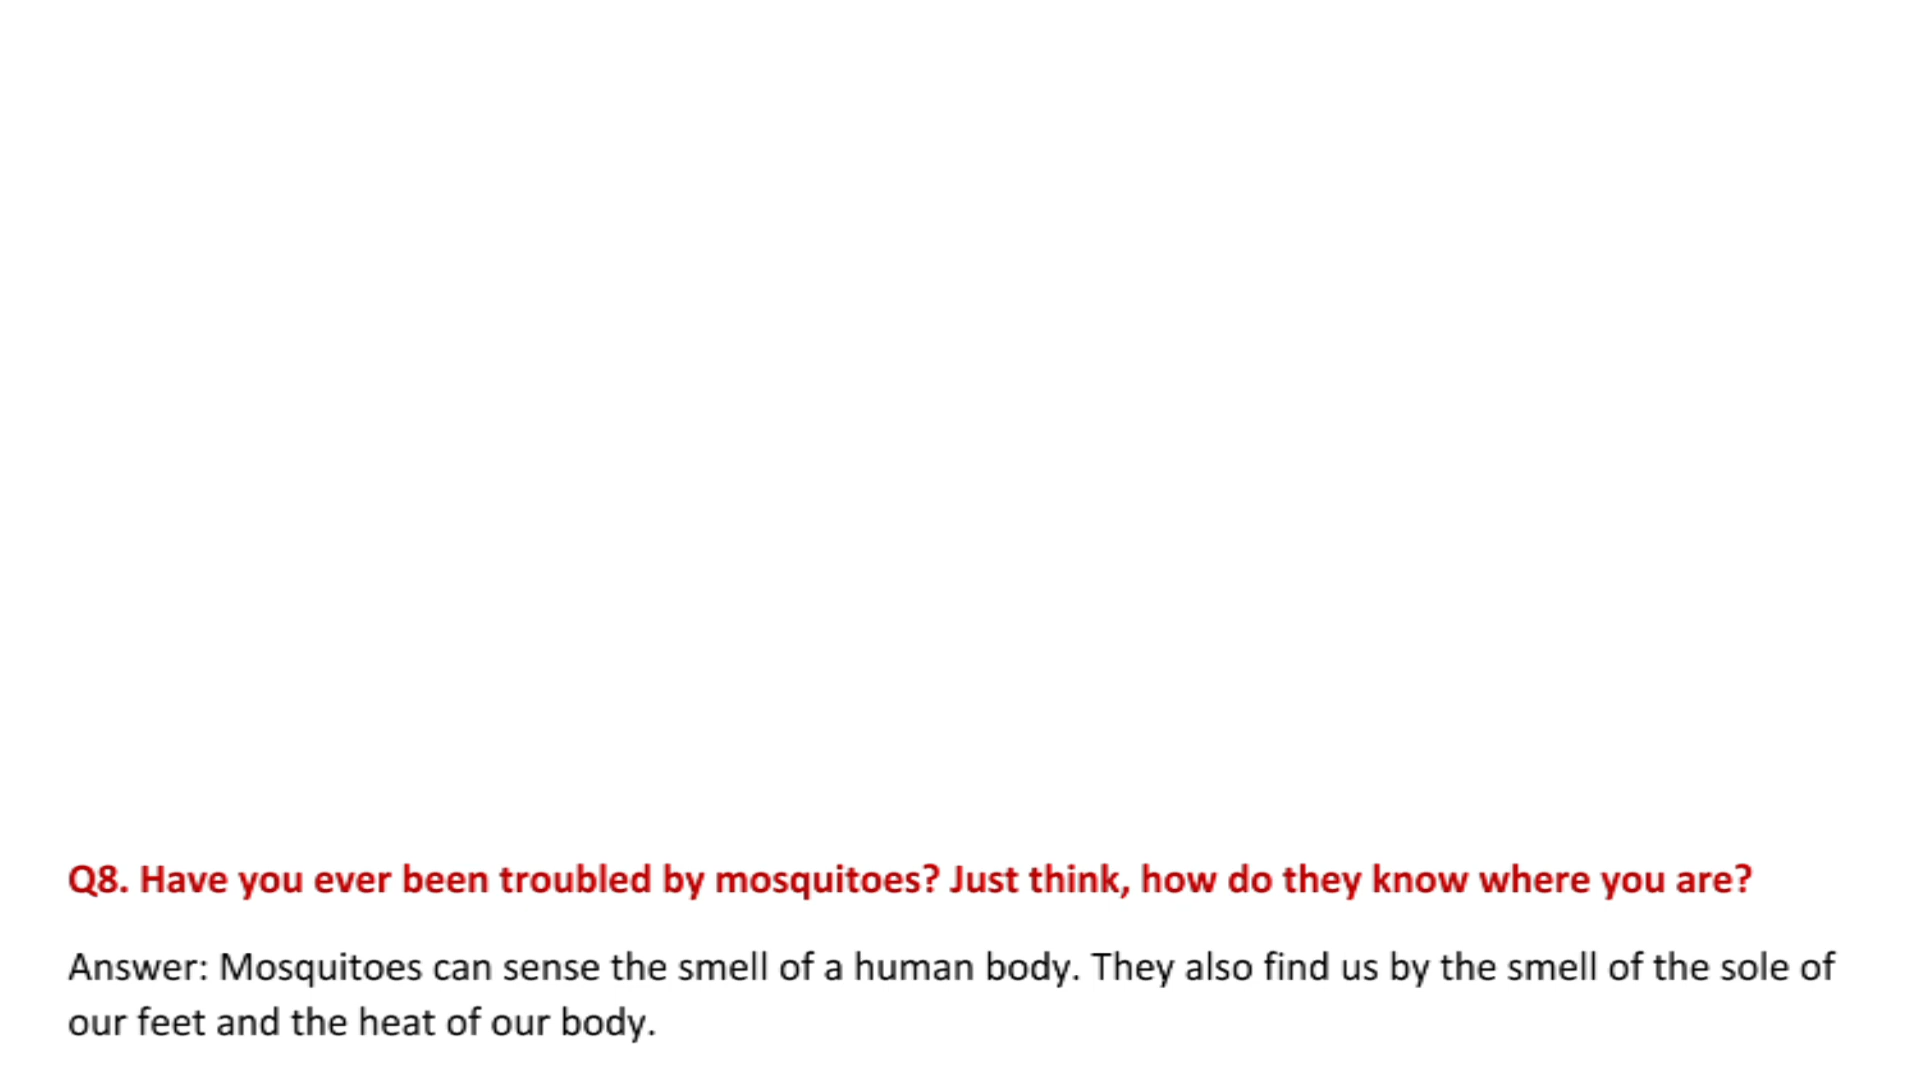 Q8. Have you ever been troubled by mosquitoes? Just think, how do they know where you are?
Answer: Mosquitoes can sense the smell of a human body. They also find us by the smell of the sole of
our feet and the heat of our body.